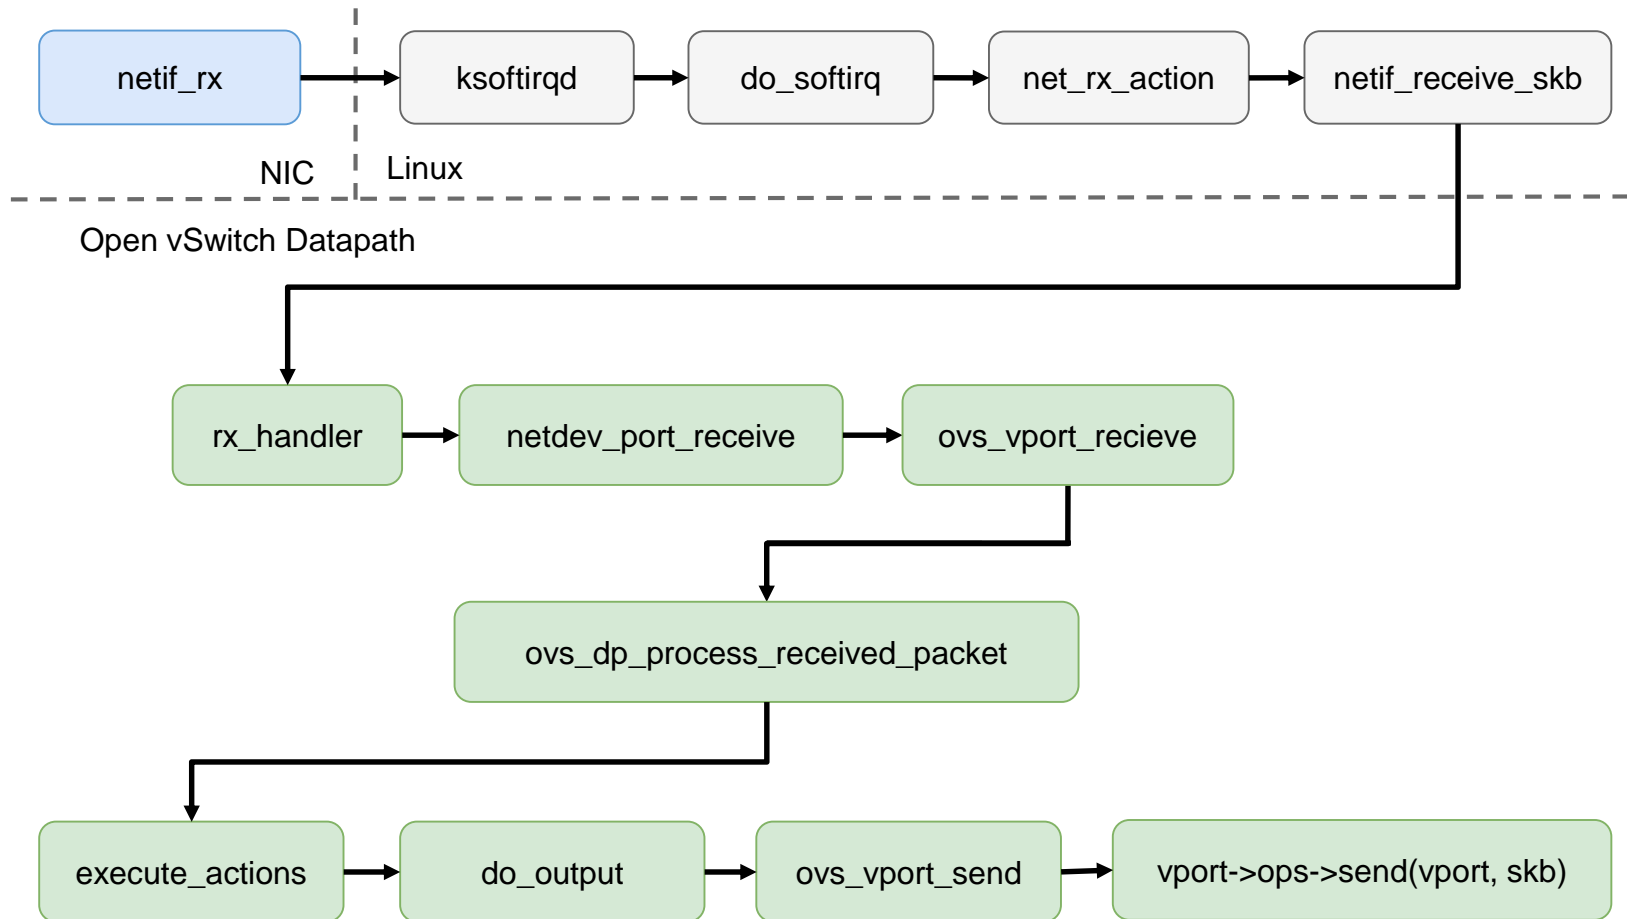 netif_rx
ksoftirqd
do_softirq
net_rx_action
netif_receive_skb
NIC
Linux
Open vSwitch Datapath
rx_handler
netdev_port_receive
ovs_vport_recieve
ovs_dp_process_received_packet
execute_actions
do_output
ovs_vport_send
vport->ops->send(vport, skb)